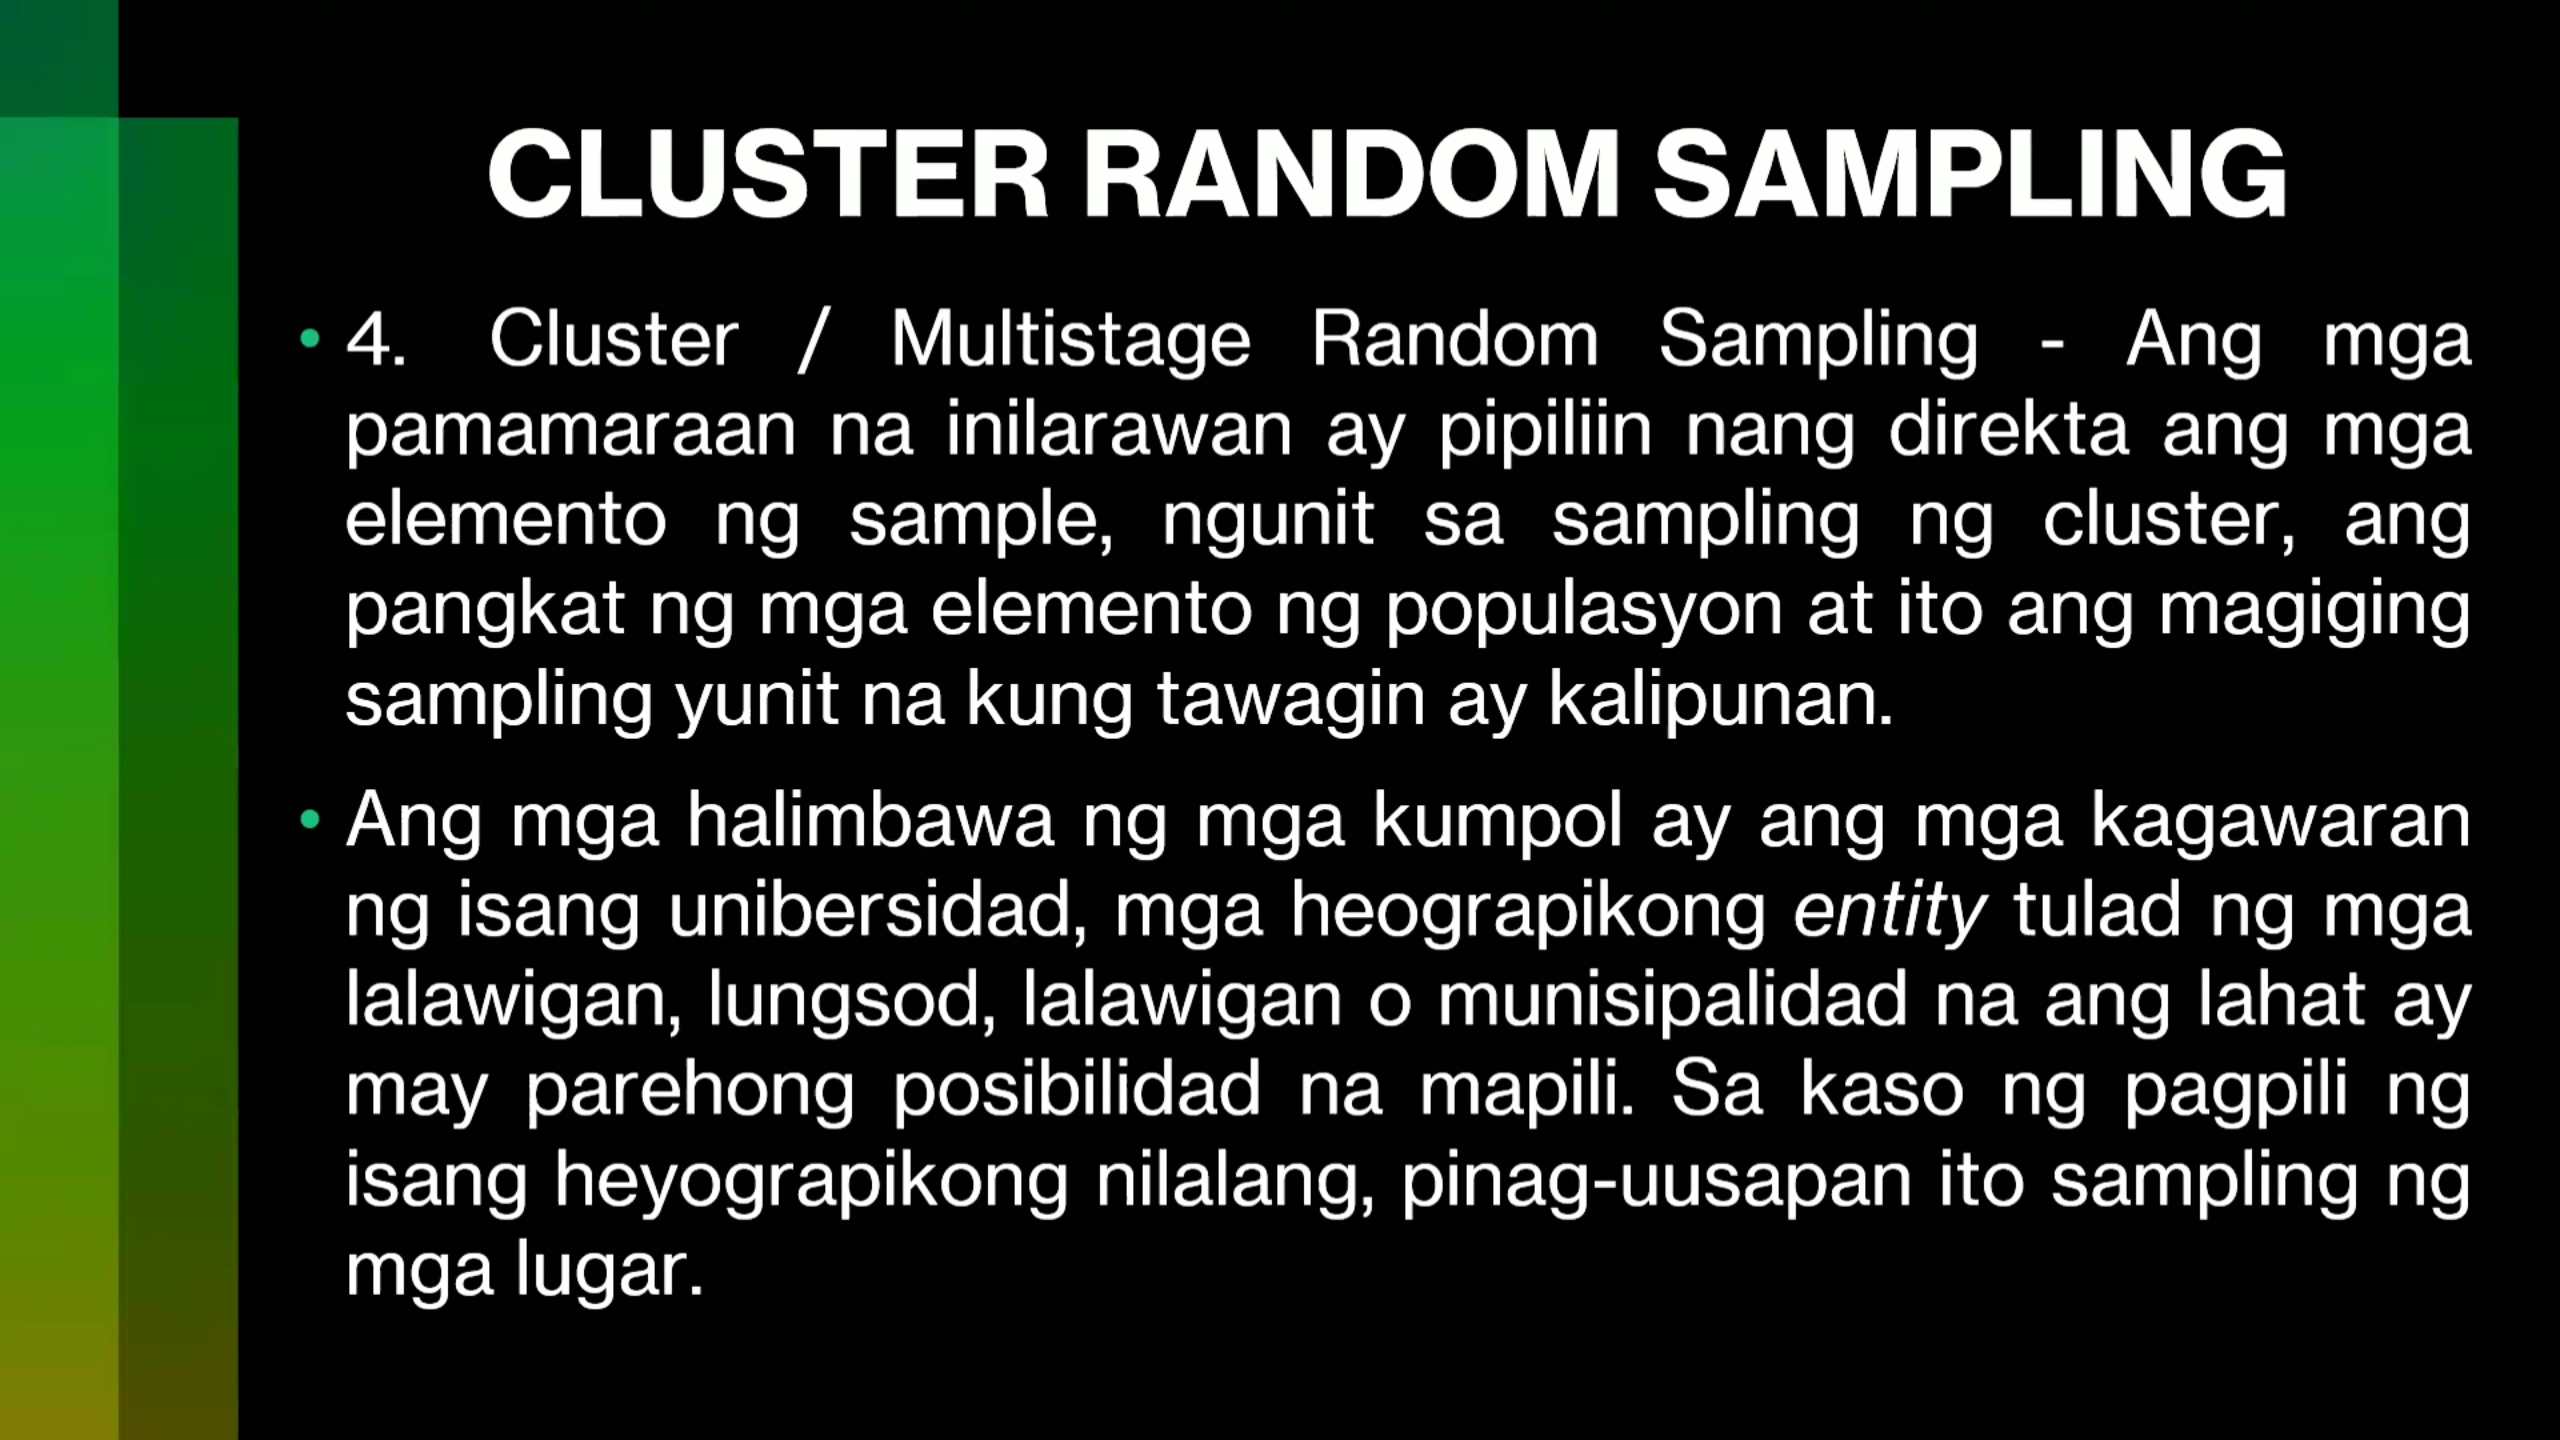 CLUSTER RANDOM SAMPLING
• 4. Cluster / Multistage Random Sampling - Ang mga
pamamaraan na inilarawan ay pipiliin nang direkta ang mga
elemento ng sample, ngunit sa sampling ng cluster, ang
pangkat ng mga elemento ng populasyon at ito ang magiging
sampling yunit na kung tawagin ay kalipunan.
• Ang mga halimbawa ng mga kumpol ay ang mga kagawaran
ng isang unibersidad, mga heograpikong entity tulad ng mga
lalawigan, lungsod, lalawigan o munisipalidad na ang lahat ay
may parehong posibilidad na mapili. Sa kaso ng pagpili ng
isang heyograpikong nilalang, pinag-uusapan ito sampling ng
mga lugar.